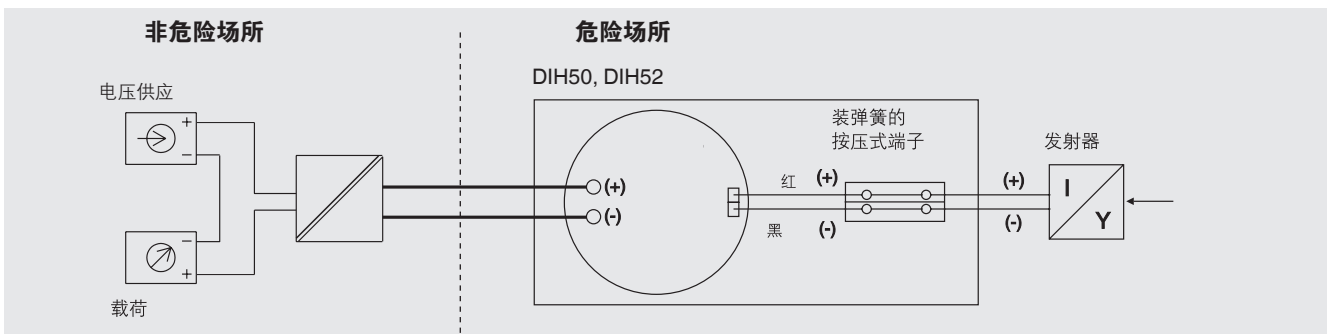 非危险场所
危险场所
DIH50, DIH52
电压供应
+
−
装弹簧的
按压式端子
发射器
(+)
(-)
红
(+)
黑
(-)
(+)
(-)
I
Y
−
+
载荷